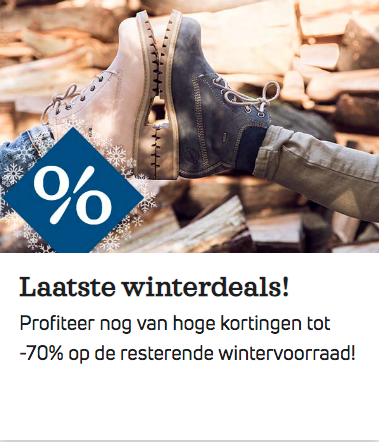 %
Laatste winterdeals!
Profiteer nog van hoge kortingen tot
-70% op de resterende wintervoorraad!